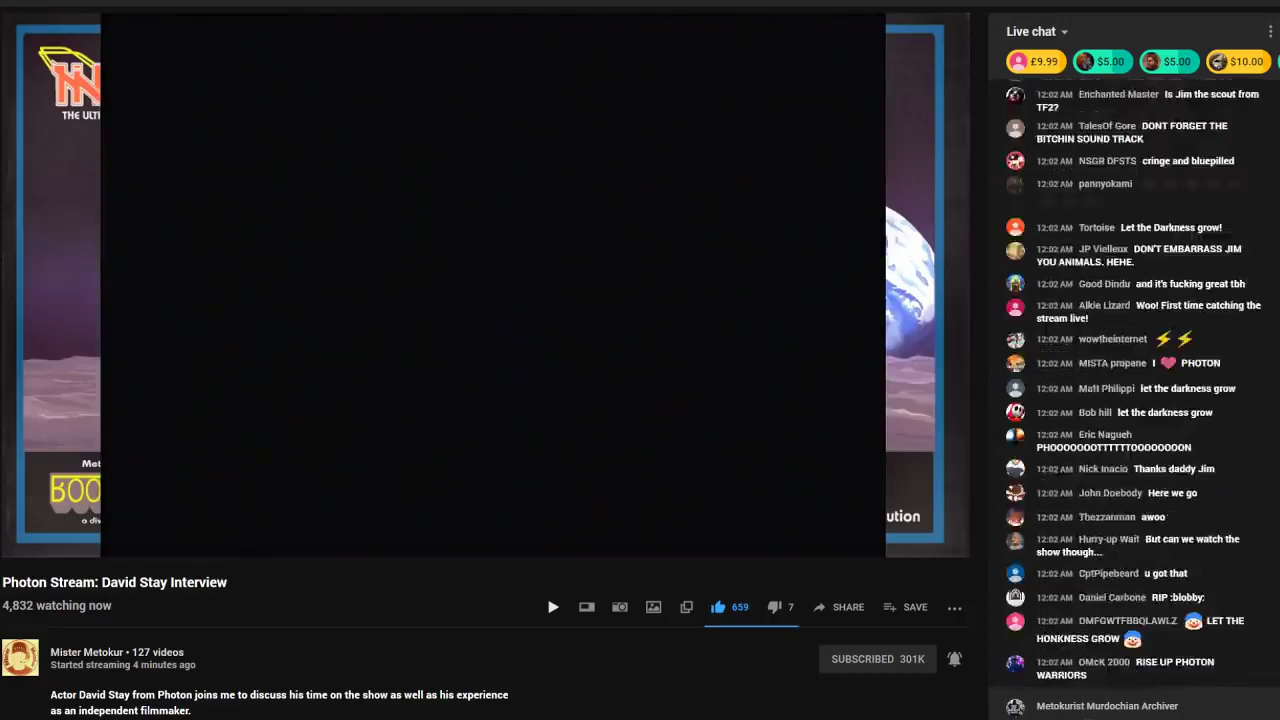 THE ULTI
Met
a div
ution
Photon Stream: David Stay Interview
4,832 watching now
659
7
SHARE
SAVE
Mister Metokur • 127 videos
Started streaming 4 minutes ago
SUBSCRIBED 301K
Actor David Stay from Photon joins me to discuss his time on the show as well as his experience
as an independent filmmaker.
Live chat
£9.99
$5.00
$5.00
$10.00
12:02 AM Enchanted Master Is Jim the scout from
TF2?
12:02 AM TalesOf Gore DONT FORGET THE
BITCHIN SOUND TRACK
12:02 AM NSGR DFSTS cringe and bluepilled
12:02 AM pannyokami
12:02 AM Tortoise Let the Darkness grow!
12:02 AM JP Vielleux DON'T EMBARRASS JIM
YOU ANIMALS. HEHE.
12:02 AM Good Dindu and it's fucking great tbh
12:02 AM Alkie Lizard Woo! First time catching the
stream live!
12:02 AM wowtheinternet ⚡ ⚡
12:02 AM MISTA propane I 💗 PHOTON
12:02 AM Matt Philippi let the darkness grow
12:02 AM Bob hill let the darkness grow
12:02 AM Eric Nagueh
PHOOOOOOOTTTTTTOOOOOOOON
12:02 AM Nick Inacio Thanks daddy Jim
12:02 AM John Doebody Here we go
12:02 AM Thezzanman awoo
12:02 AM Hurry-up Wait But can we watch the
show though...
12:02 AM CptPipebeard u got that
12:02 AM Daniel Carbone RIP :blobby:
12:02 AM DMFGWTFBBQLAWLZ 🤡 LET THE
HONKNESS GROW 🤡
12:02 AM OMcK 2000 RISE UP PHOTON
WARRIORS
Metokurist Murdochian Archiver